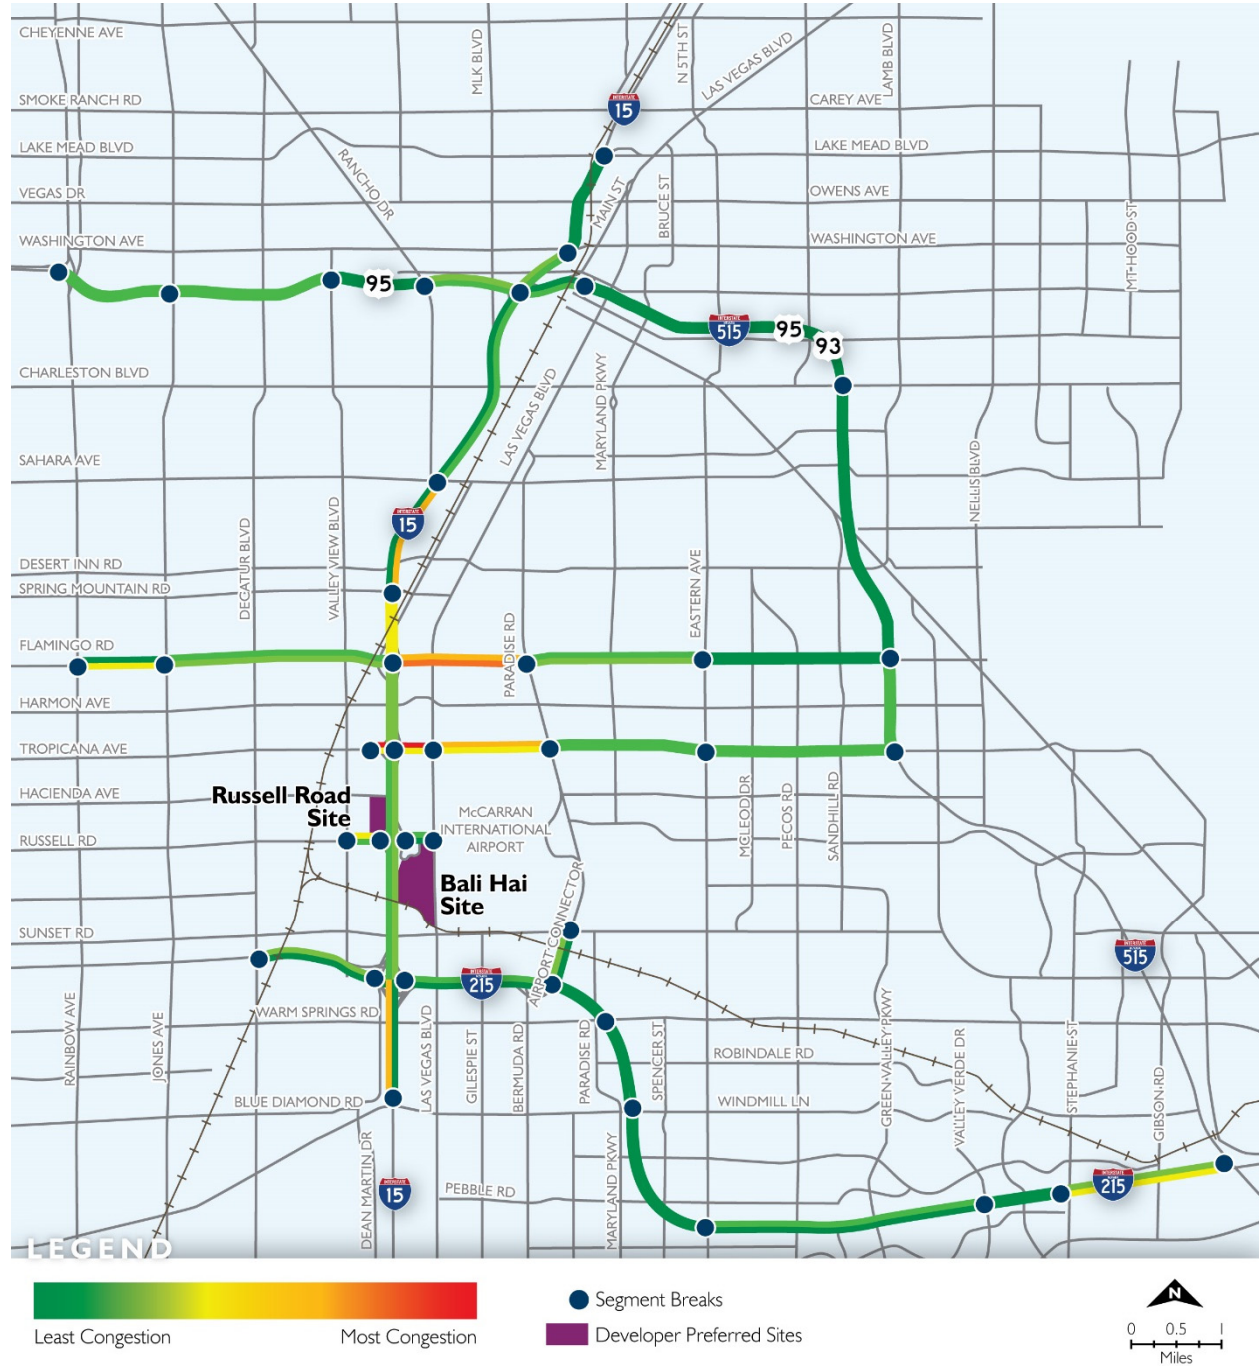 CHEYENNE AVE
MLK BLVD
N 5TH ST
LAS VEGAS BLVD
LAMB BLVD
SMOKE RANCH RD
INTERSTATE
15
CAREY AVE
LAKE MEAD BLVD
LAKE MEAD BLVD
RANCHO DR
VEGAS DR
MAIN ST
BRUCE ST
OWENS AVE
WASHINGTON AVE
WASHINGTON AVE
MT HOOD ST
95
INTERSTATE
515
95
93
CHARLESTON BLVD
LAS VEGAS BLVD
MARYLAND PKWY
SAHARA AVE
NELLIS BLVD
INTERSTATE
15
DECATUR BLVD
VALLEY VIEW BLVD
DESERT INN RD
SPRING MOUNTAIN RD
EASTERN AVE
FLAMINGO RD
PARADISE RD
HARMON AVE
TROPICANA AVE
HACIENDA AVE
Russell Road
Site
McCARRAN
INTERNATIONAL
AIRPORT
MCLEOD DR
PECOS RD
SANDHILL RD
RUSSELL RD
Bali Hai
Site
SUNSET RD
AIRPORT CONNECTOR
INTERSTATE
515
INTERSTATE
215
RAINBOW AVE
JONES AVE
WARM SPRINGS RD
LAS VEGAS BLVD
GILESPIE ST
BERMUDA RD
PARADISE RD
SPENCER ST
ROBINDALE RD
GREEN VALLEY PKWY
VALLEY VERDE DR
STEPHANIE ST
GIBSON RD
BLUE DIAMOND RD
WINDMILL LN
DEAN MARTIN DR
INTERSTATE
15
PEBBLE RD
MARYLAND PKWY
INTERSTATE
215
LEGEND
Least Congestion
Most Congestion
Segment Breaks
Developer Preferred Sites
N
0 0.5 1
Miles